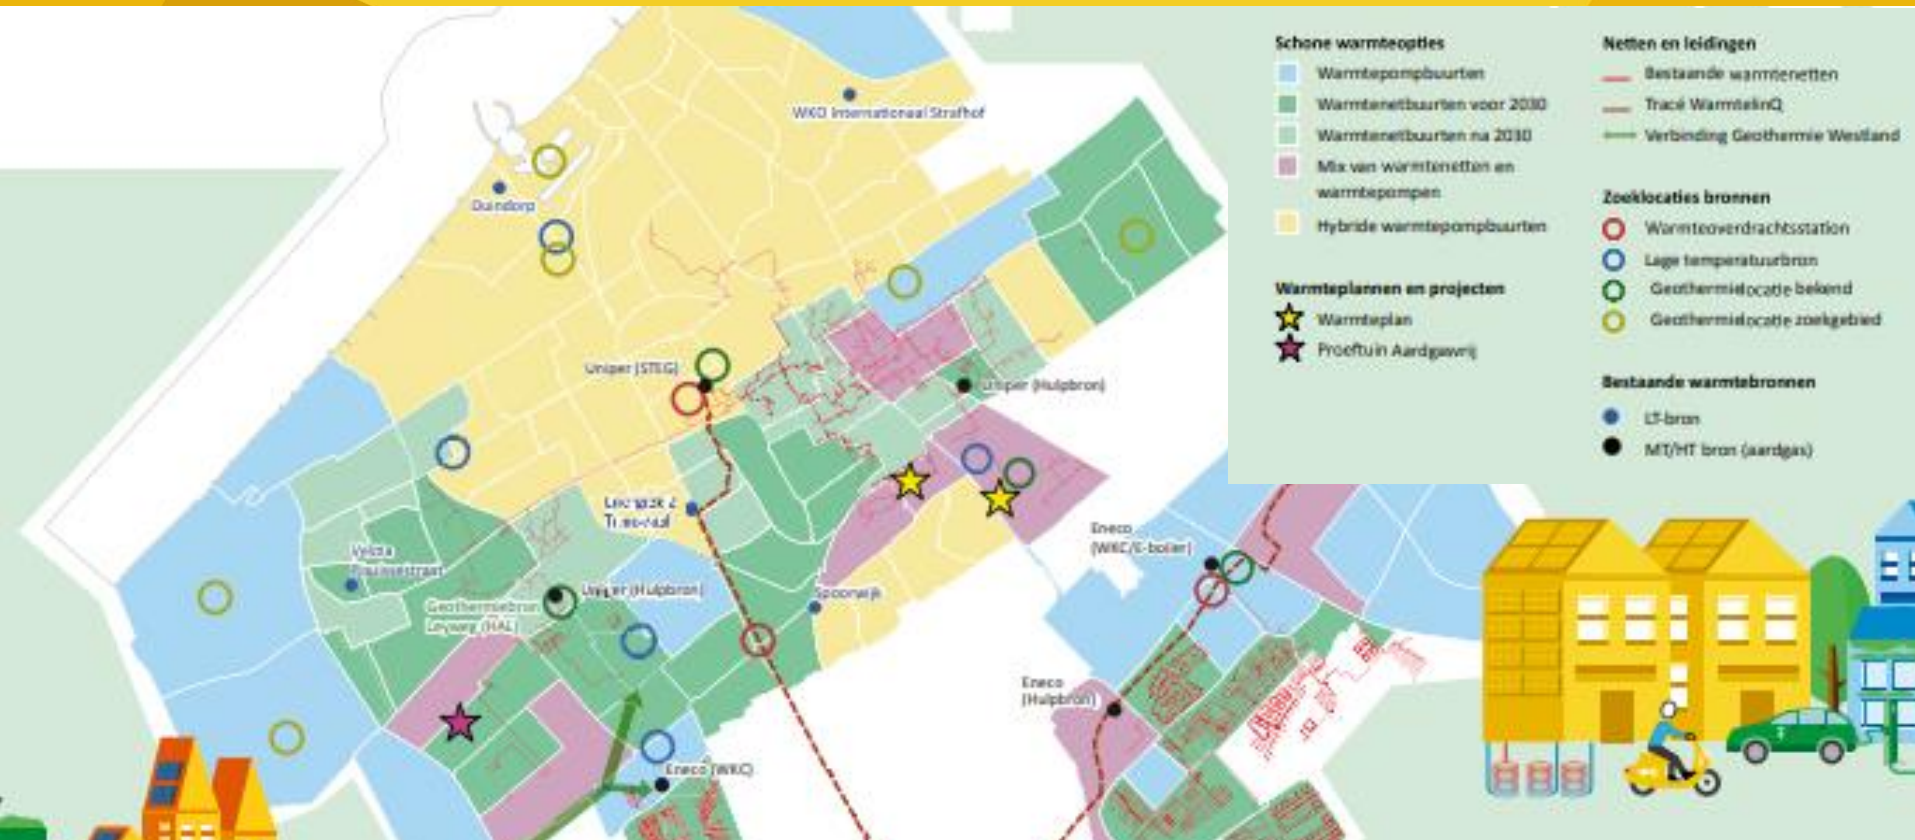 WKO Internationaal Strafhof
Duindorp
Uniper (STEG)
Uniper (Hulpbron)
Vestia
Geothermiebron
Leyweg (HAL)
Uniper (Hulpbron)
Spoorwijk
Eneco
(WKC/E-boiler)
Eneco
(Hulpbron)
Eneco (WKC)
Schone warmteopties
Warmtepompbuurten
Warmtenetbuurten voor 2030
Warmtenetbuurten na 2030
Mix van warmtenetten en
warmtepompen
Hybride warmtepompbuurten
Warmteplannen en projecten
Warmteplan
Proeftuin Aardgasvrij
Netten en leidingen
Bestaande warmtenetten
Tracé WarmtelinQ
Verbinding Geothermie Westland
Zoeklocaties bronnen
Warmteoverdrachtsstation
Lage temperatuurbron
Geothermielocatie bekend
Geothermielocatie zoekgebied
Bestaande warmtebronnen
LT-bron
MT/HT bron (aardgas)